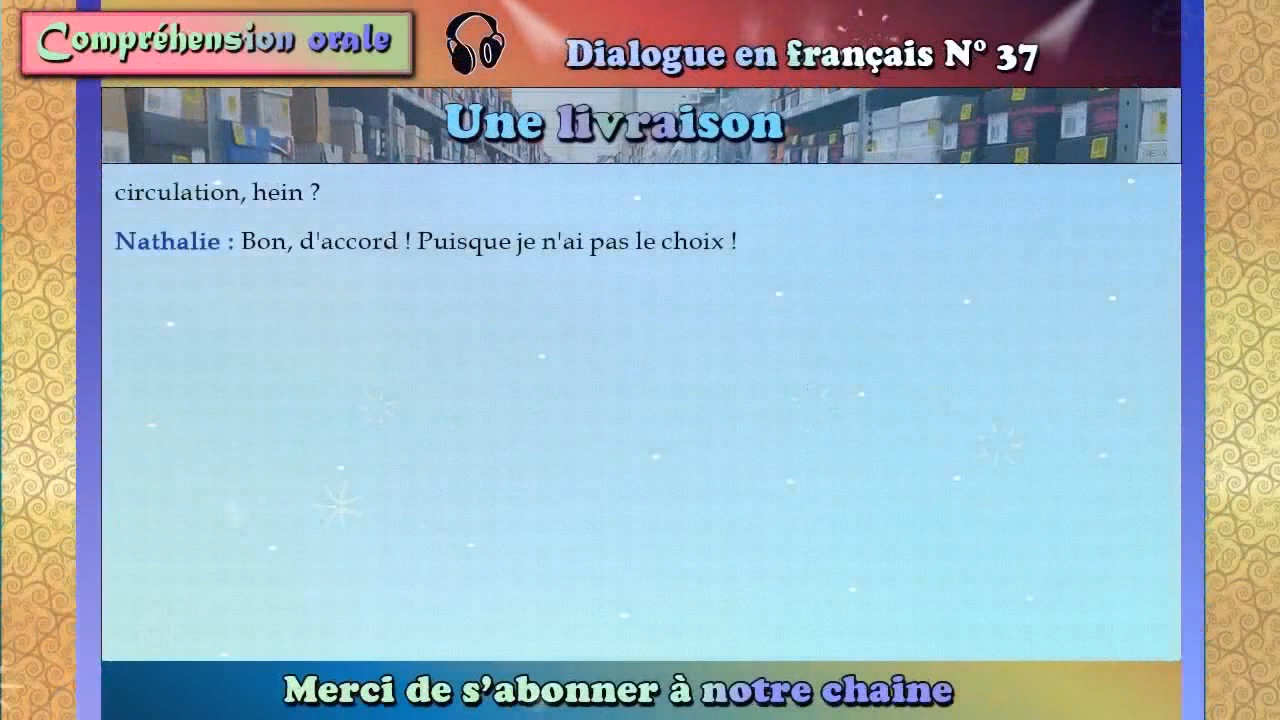 Compréhension orale
Dialogue en français N° 37
Une livraison
circulation, hein ?
Nathalie : Bon, d'accord ! Puisque je n'ai pas le choix !
Merci de s’abonner à notre chaine